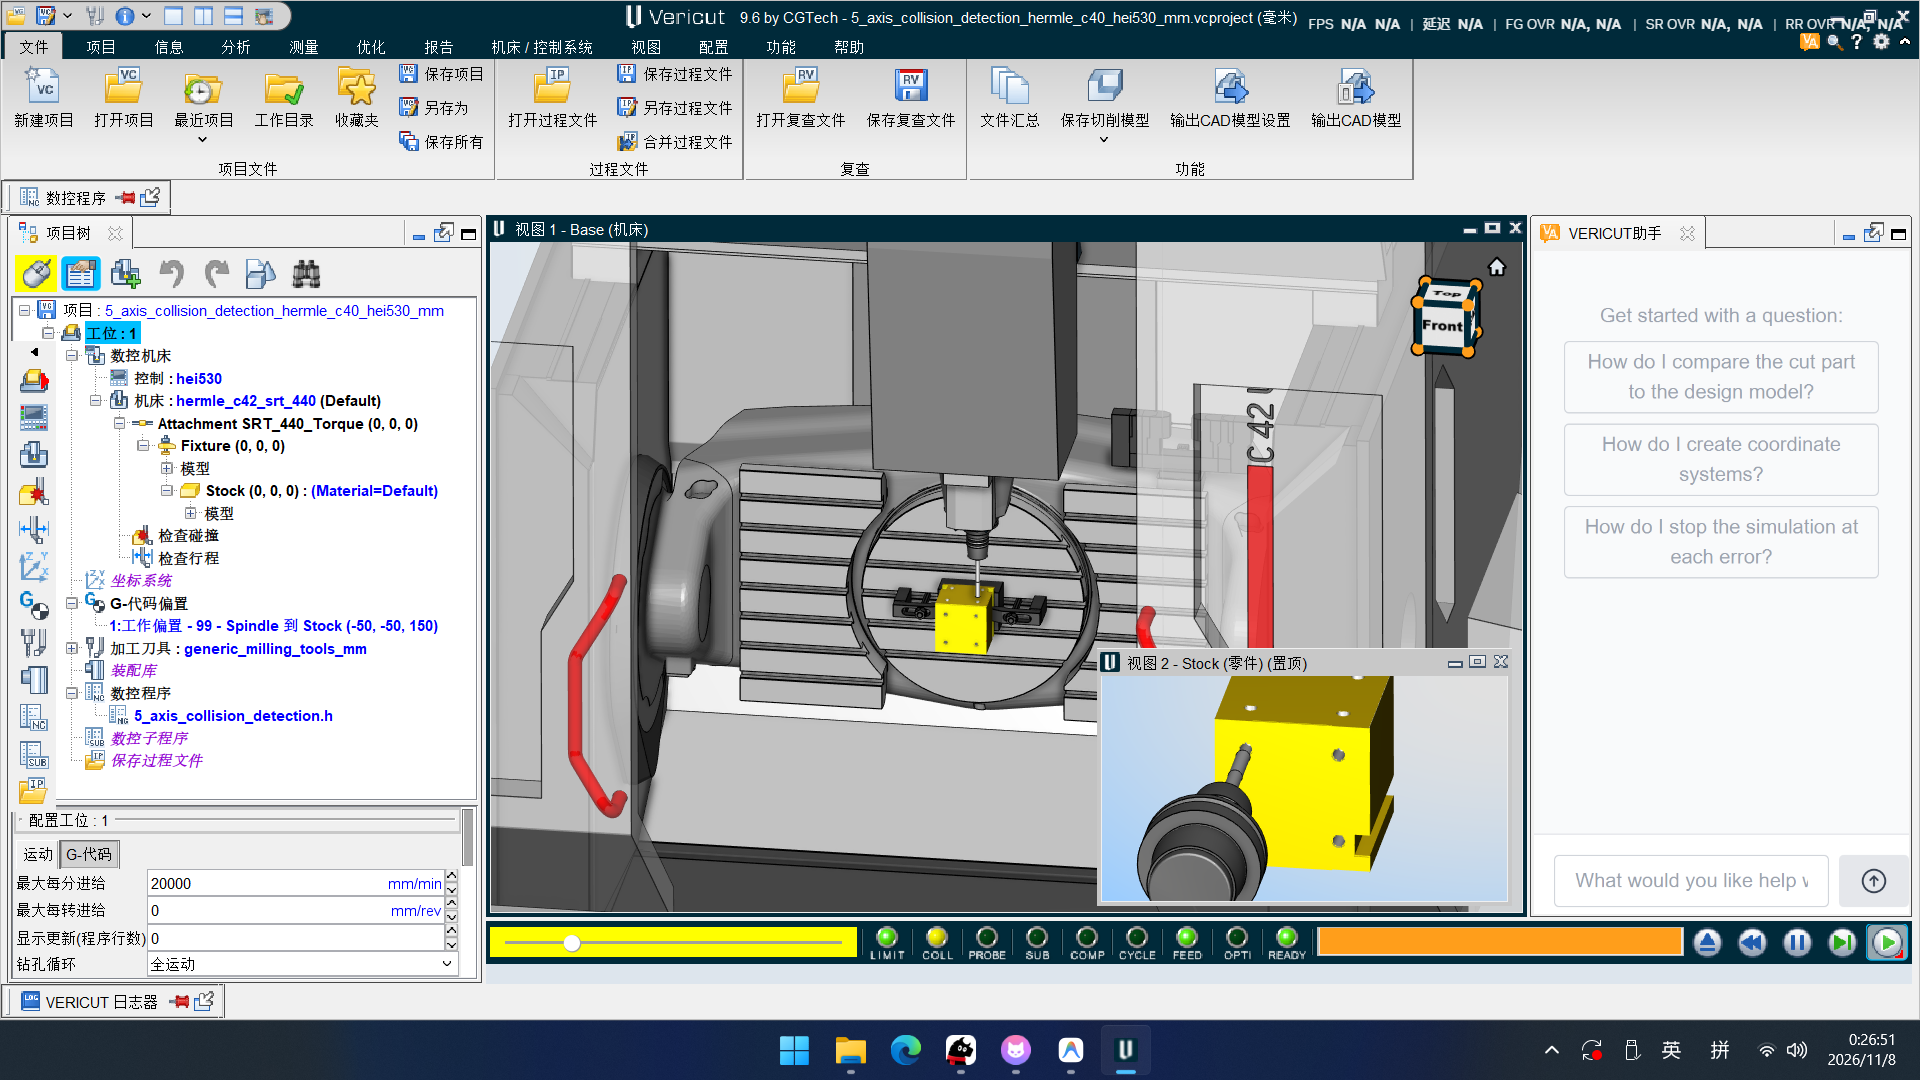 Vericut 9.6 by CGTech - 5_axis_collision_detection_hermle_c40_hei530_mm.vcproject (毫米)
FPS N/A N/A | 延迟 N/A | FG OVR N/A, N/A | SR OVR N/A, N/A | RR OVR N/A, N/A
文件 项目 信息 分析 测量 优化 报告 机床 / 控制系统 视图 配置 功能 帮助
新建项目 打开项目 最近项目 工作目录 收藏夹
保存项目
另存为
保存所有
项目文件
打开过程文件
保存过程文件
另存过程文件
合并过程文件
过程文件
打开复查文件 保存复查文件
复查
文件汇总 保存切削模型 输出CAD模型设置 输出CAD模型
功能
数控程序
项目树
项目 : 5_axis_collision_detection_hermle_c40_hei530_mm
工位 : 1
数控机床
控制 : hei530
机床 : hermle_c42_srt_440 (Default)
Attachment SRT_440_Torque (0, 0, 0)
Fixture (0, 0, 0)
模型
Stock (0, 0, 0) : (Material=Default)
模型
检查碰撞
检查行程
坐标系统
G-代码偏置
1:工作偏置 - 99 - Spindle 到 Stock (-50, -50, 150)
加工刀具 : generic_milling_tools_mm
装配库
数控程序
5_axis_collision_detection.h
数控子程序
保存过程文件
配置工位 : 1
运动 G-代码
最大每分进给 20000 mm/min
最大每转进给 0 mm/rev
显示更新(程序行数) 0
钻孔循环 全运动
VERICUT 日志器
视图 1 - Base (机床)
Top
Front
C 42 U
视图 2 - Stock (零件) (置顶)
LIMIT COLL PROBE SUB COMP CYCLE FEED OPTI READY
VERICUT助手
Get started with a question:
How do I compare the cut part
to the design model?
How do I create coordinate
systems?
How do I stop the simulation at
each error?
What would you like help v
英 拼
0:26:51
2026/11/8